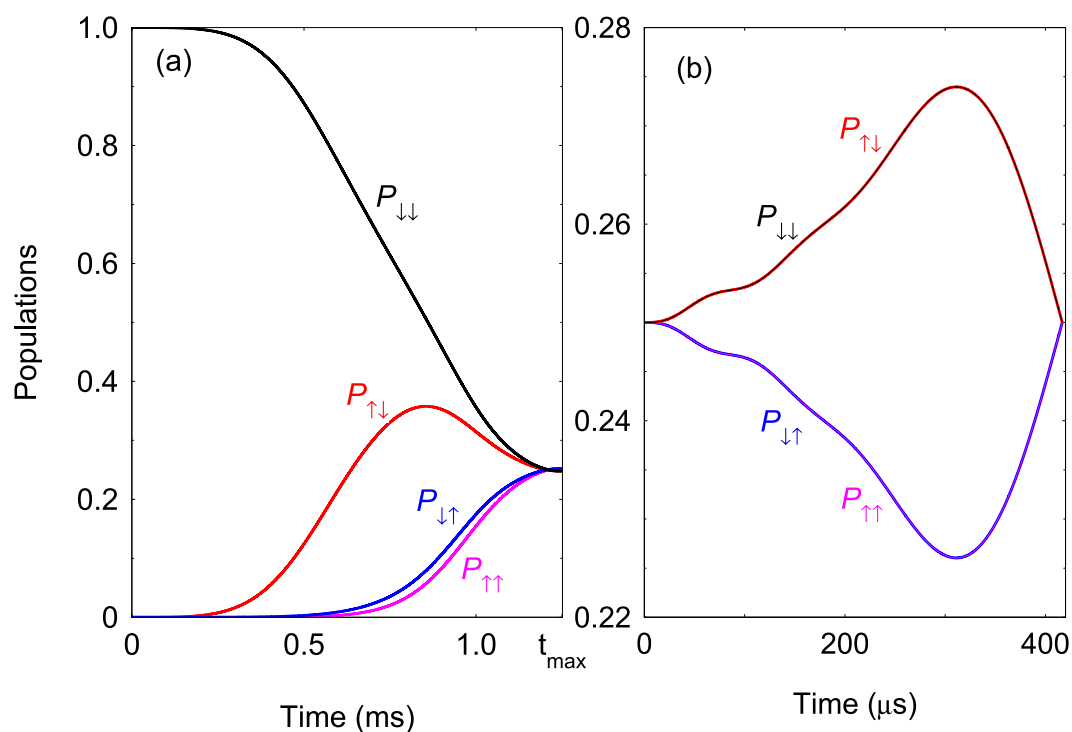 (a)
Populations
1.0
0.8
0.6
0.4
0.2
0
P↓↓
P↑↓
P↓↑
P↑↑
0 0.5 1.0 t_max
Time (ms)
(b)
0.28
0.26
0.24
0.22
P↑↓
P↓↓
P↓↑
P↑↑
0 200 400
Time (μs)